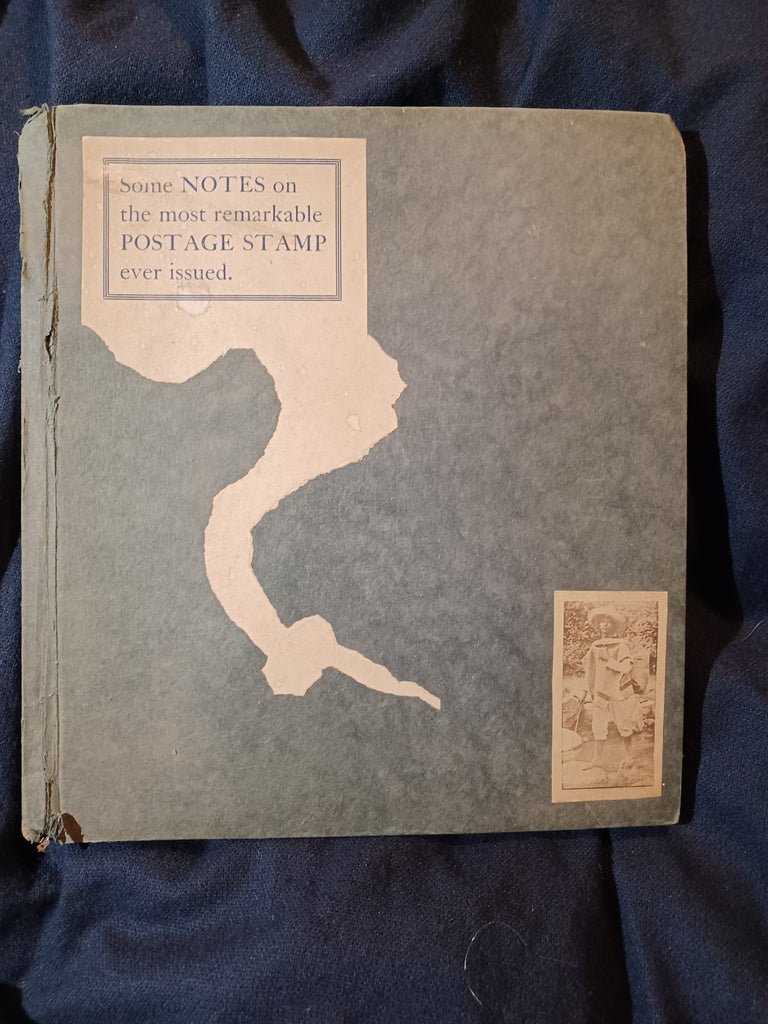 Some NOTES on
the most remarkable
POSTAGE STAMP
ever issued.